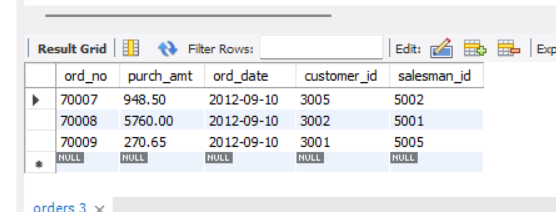 Result Grid Filter Rows: Edit: Exp
ord_no purch_amt ord_date customer_id salesman_id
70007 948.50 2012-09-10 3005 5002
70008 5760.00 2012-09-10 3002 5001
70009 270.65 2012-09-10 3001 5005
NULL NULL NULL NULL NULL
orders 3